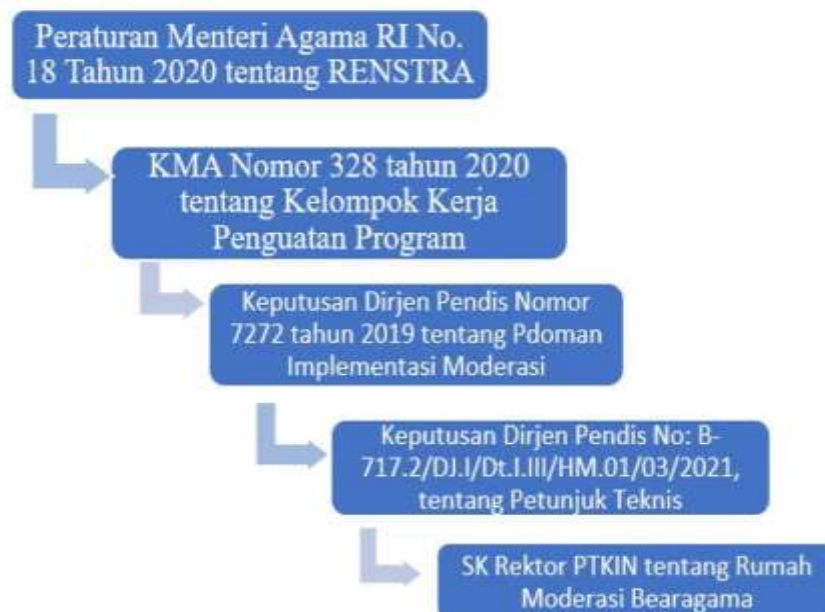 Peraturan Menteri Agama RI No.
18 Tahun 2020 tentang RENSTRA
KMA Nomor 328 tahun 2020
tentang Kelompok Kerja
Penguatan Program
Keputusan Dirjen Pendis Nomor
7272 tahun 2019 tentang Pdoman
Implementasi Moderasi
Keputusan Dirjen Pendis No: B-
717.2/DJ.I/Dt.I.III/HM.01/03/2021,
tentang Petunjuk Teknis
SK Rektor PTKIN tentang Rumah
Moderasi Bearagama